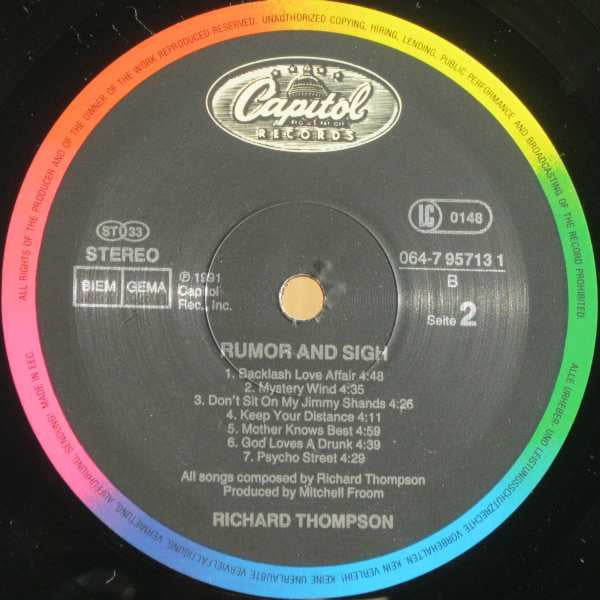 ALL RIGHTS OF THE PRODUCER AND OF THE OWNER OF THE WORK REPRODUCED RESERVED. UNAUTHORIZED COPYING, HIRING, LENDING, PUBLIC PERFORMANCE AND BROADCASTING OF THE RECORD PROHIBITED.
Capitol
RECORDS
ST 33
STEREO
BIEM GEMA
℗ 1991
Capitol
Rec., Inc.
LC 0148
064-7 95713 1
B
Seite 2
RUMOR AND SIGH
1. Backlash Love Affair 4:48
2. Mystery Wind 4:35
3. Don't Sit On My Jimmy Shands 4:26
4. Keep Your Distance 4:11
5. Mother Knows Best 4:59
6. God Loves A Drunk 4:39
7. Psycho Street 4:29
All songs composed by Richard Thompson
Produced by Mitchell Froom
RICHARD THOMPSON
ALLE URHEBER- UND LEISTUNGSSCHUTZRECHTE VORBEHALTEN. KEIN VERLEIH! KEINE UNERLAUBTE VERVIELFÄLTIGUNG, VERMIETUNG, AUFFÜHRUNG, SENDUNG! MADE IN EEC.